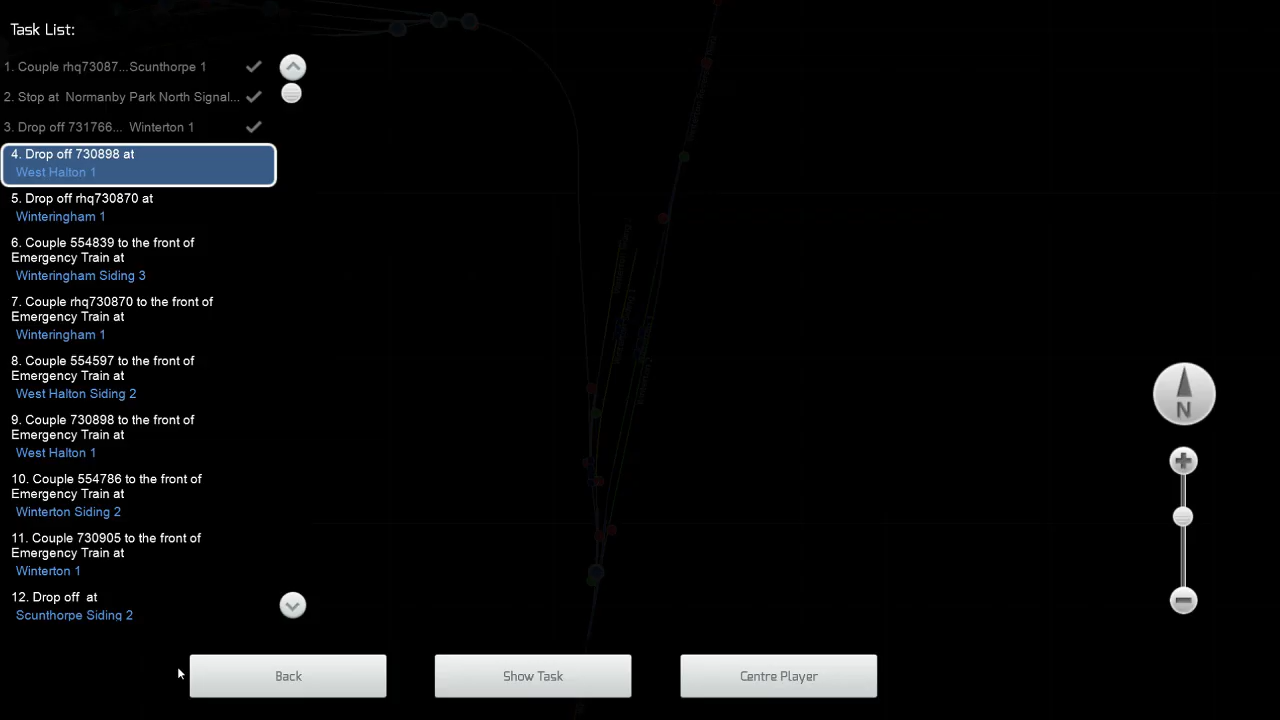 Task List:
1. Couple rhq73087...Scunthorpe 1
2. Stop at  Normanby Park North Signal...
3. Drop off 731766...  Winterton 1
4. Drop off 730898 at
West Halton 1
5. Drop off rhq730870 at
Winteringham 1
6. Couple 554839 to the front of
Emergency Train at
Winteringham Siding 3
7. Couple rhq730870 to the front of
Emergency Train at
Winteringham 1
8. Couple 554597 to the front of
Emergency Train at
West Halton Siding 2
9. Couple 730898 to the front of
Emergency Train at
West Halton 1
10. Couple 554786 to the front of
Emergency Train at
Winterton Siding 2
11. Couple 730905 to the front of
Emergency Train at
Winterton 1
12. Drop off  at
Scunthorpe Siding 2
N
Back
Show Task
Centre Player